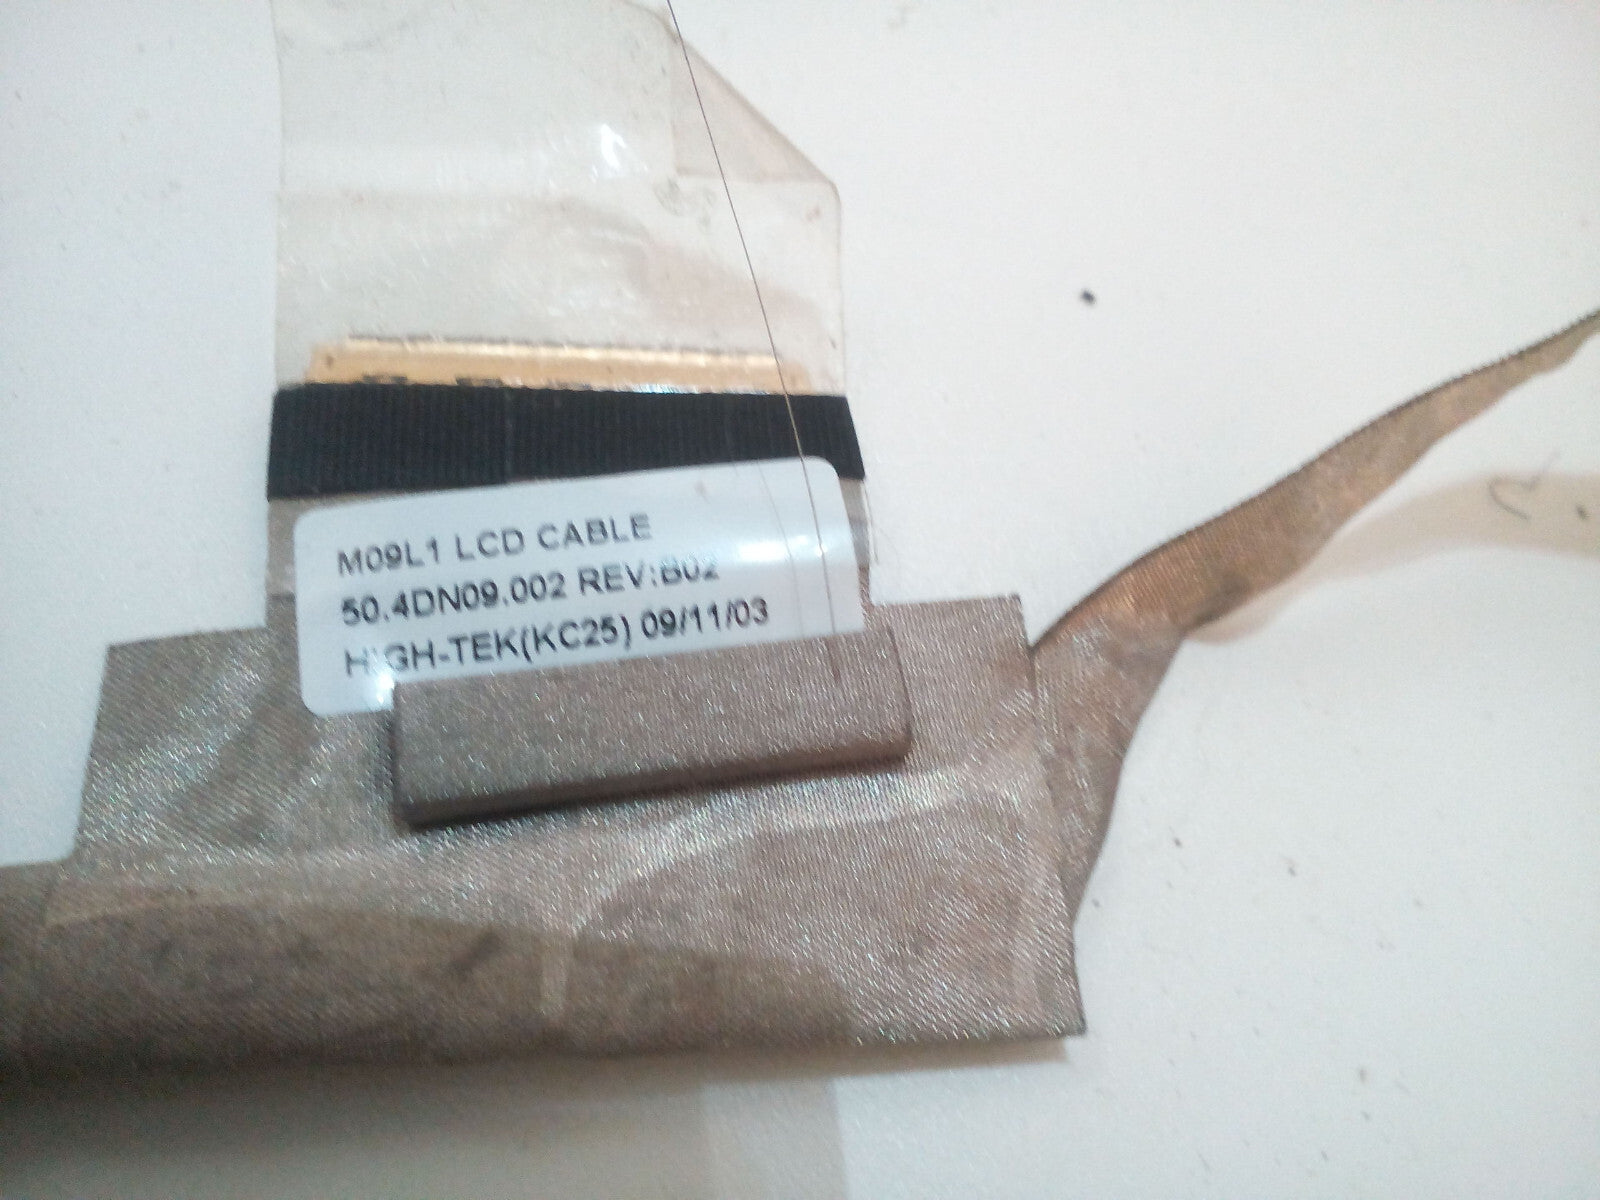 M09L1 LCD CABLE
50.4DN09.002 REV:B02
HIGH-TEK(KC25) 09/11/03